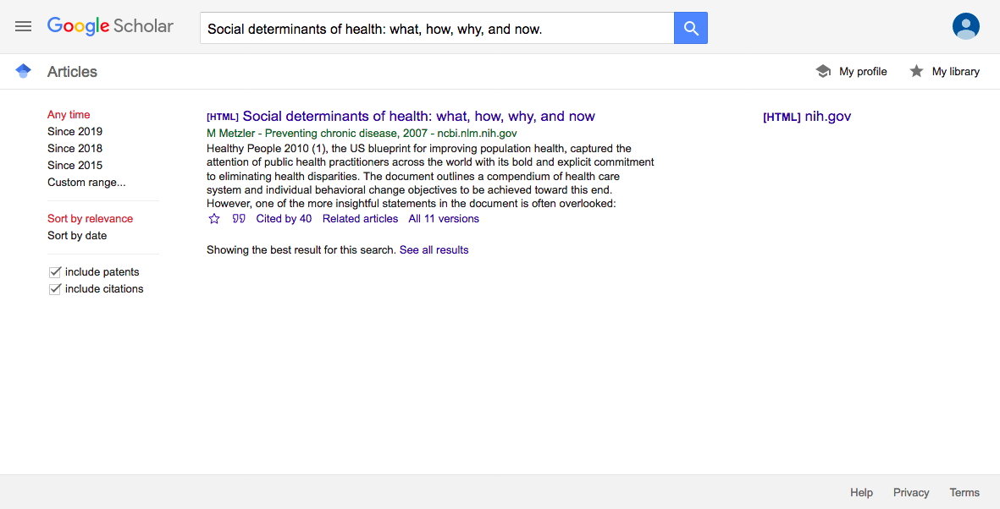 Google Scholar
Social determinants of health: what, how, why, and now.
Articles
My profile
My library
Any time
Since 2019
Since 2018
Since 2015
Custom range...
Sort by relevance
Sort by date
include patents
include citations
[HTML] Social determinants of health: what, how, why, and now
M Metzler - Preventing chronic disease, 2007 - ncbi.nlm.nih.gov
Healthy People 2010 (1), the US blueprint for improving population health, captured the
attention of public health practitioners across the world with its bold and explicit commitment
to eliminating health disparities. The document outlines a compendium of health care
system and individual behavioral change objectives to be achieved toward this end.
However, one of the more insightful statements in the document is often overlooked:
Cited by 40 Related articles All 11 versions
[HTML] nih.gov
Showing the best result for this search. See all results
Help Privacy Terms